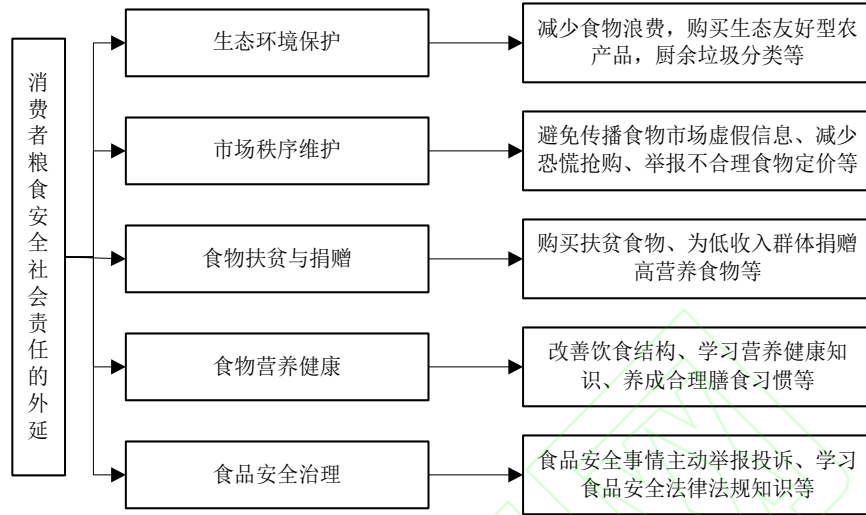 消费者粮食安全社会责任的外延
生态环境保护
减少食物浪费，购买生态友好型农
产品，厨余垃圾分类等
市场秩序维护
避免传播食物市场虚假信息、减少
恐慌抢购、举报不合理食物定价等
食物扶贫与捐赠
购买扶贫食物、为低收入群体捐赠
高营养食物等
食物营养健康
改善饮食结构、学习营养健康知
识、养成合理膳食习惯等
食品安全治理
食品安全事情主动举报投诉、学习
食品安全法律法规知识等